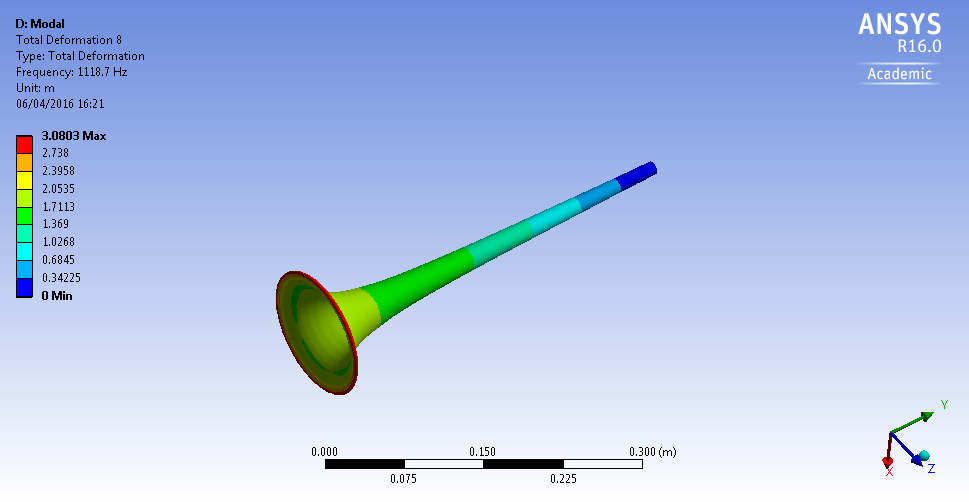 D: Modal
Total Deformation 8
Type: Total Deformation
Frequency: 1118.7 Hz
Unit: m
06/04/2016 16:21
ANSYS
R16.0
Academic
3.0803 Max
2.738
2.3958
2.0535
1.7113
1.369
1.0268
0.6845
0.34225
0 Min
0.000 0.150 0.300 (m)
0.075 0.225
Y
X
Z